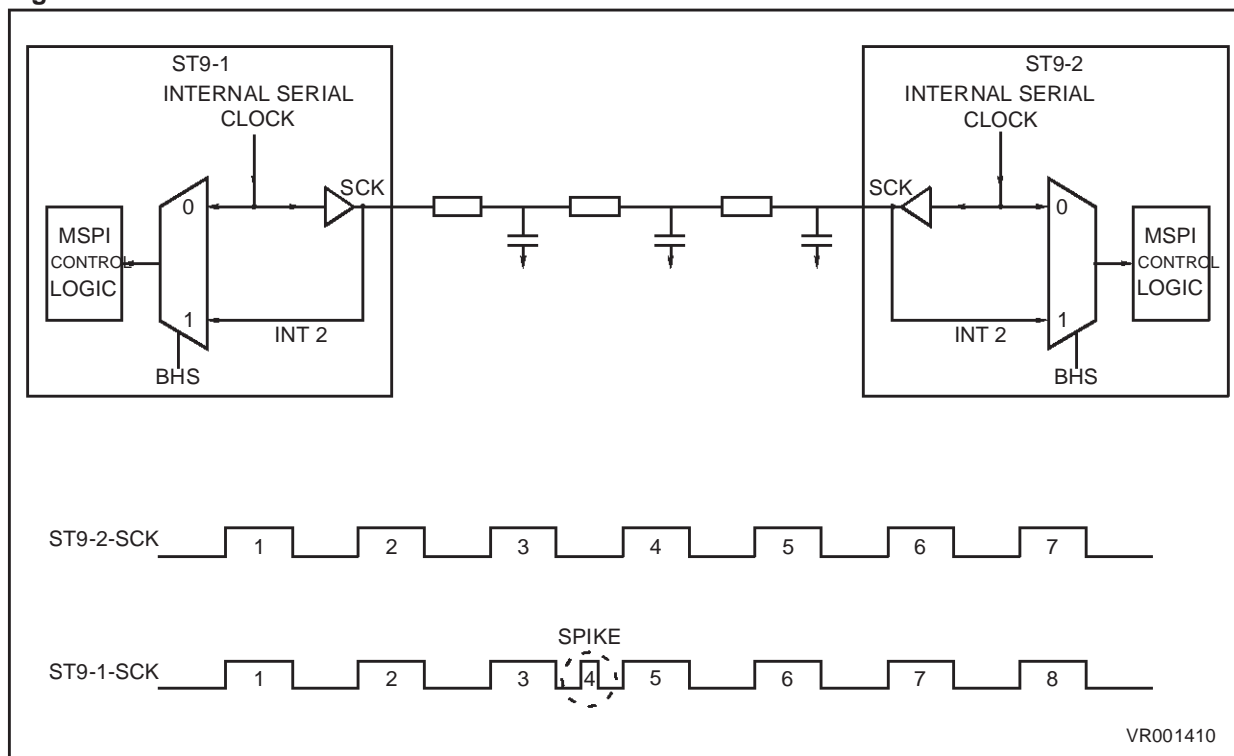 ST9-1
INTERNAL SERIAL
CLOCK
SCK
0
MSPI
CONTROL
LOGIC
1
INT 2
BHS
ST9-2
INTERNAL SERIAL
CLOCK
SCK
0
MSPI
CONTROL
LOGIC
1
INT 2
BHS
ST9-2-SCK
1 2 3 4 5 6 7
SPIKE
ST9-1-SCK
1 2 3 4 5 6 7 8
VR001410